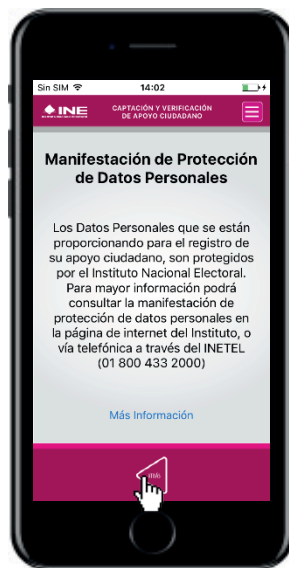 Sin SIM 14:02
INE
CAPTACIÓN Y VERIFICACIÓN
DE APOYO CIUDADANO
Manifestación de Protección
de Datos Personales
Los Datos Personales que se están
proporcionando para el registro de
su apoyo ciudadano, son protegidos
por el Instituto Nacional Electoral.
Para mayor información podrá
consultar la manifestación de
protección de datos personales en
la página de internet del Instituto, o
vía telefónica a través del INETEL
(01 800 433 2000)
Más Información